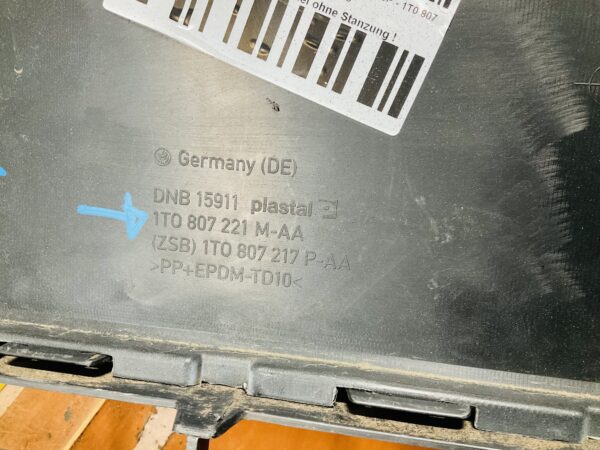 - 1T0 807
ohne Stanzung !
Germany (DE)
DNB 15911 plastal
1T0 807 221 M-AA
(ZSB) 1T0 807 217 P-AA
>PP+EPDM-TD10<